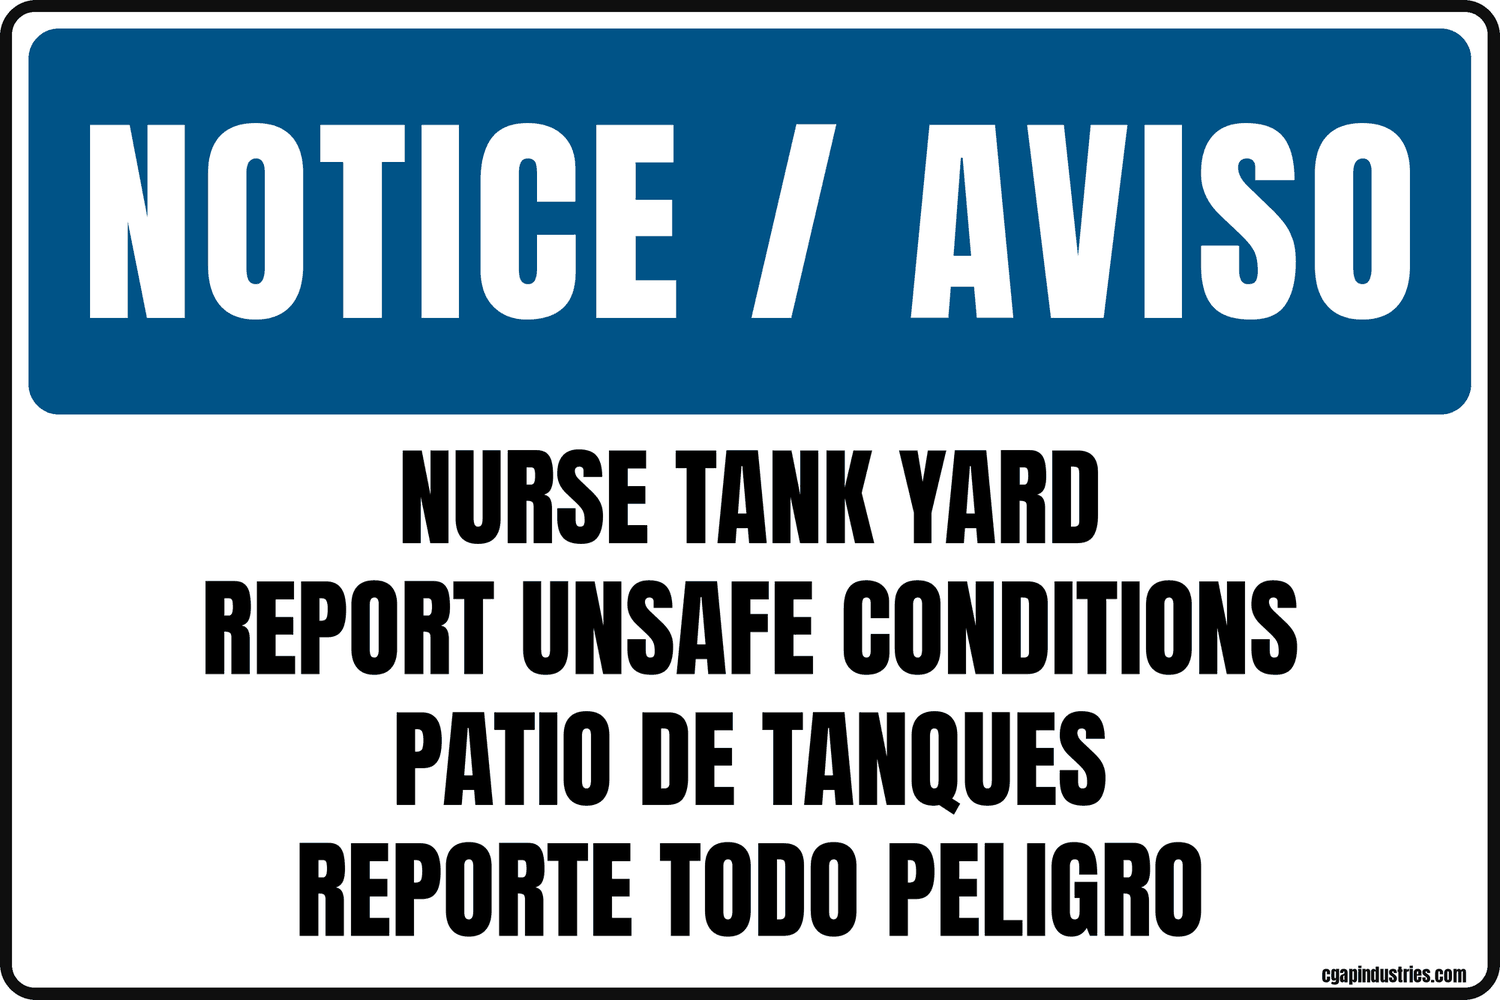 NOTICE / AVISO
NURSE TANK YARD
REPORT UNSAFE CONDITIONS
PATIO DE TANQUES
REPORTE TODO PELIGRO
cgapindustries.com